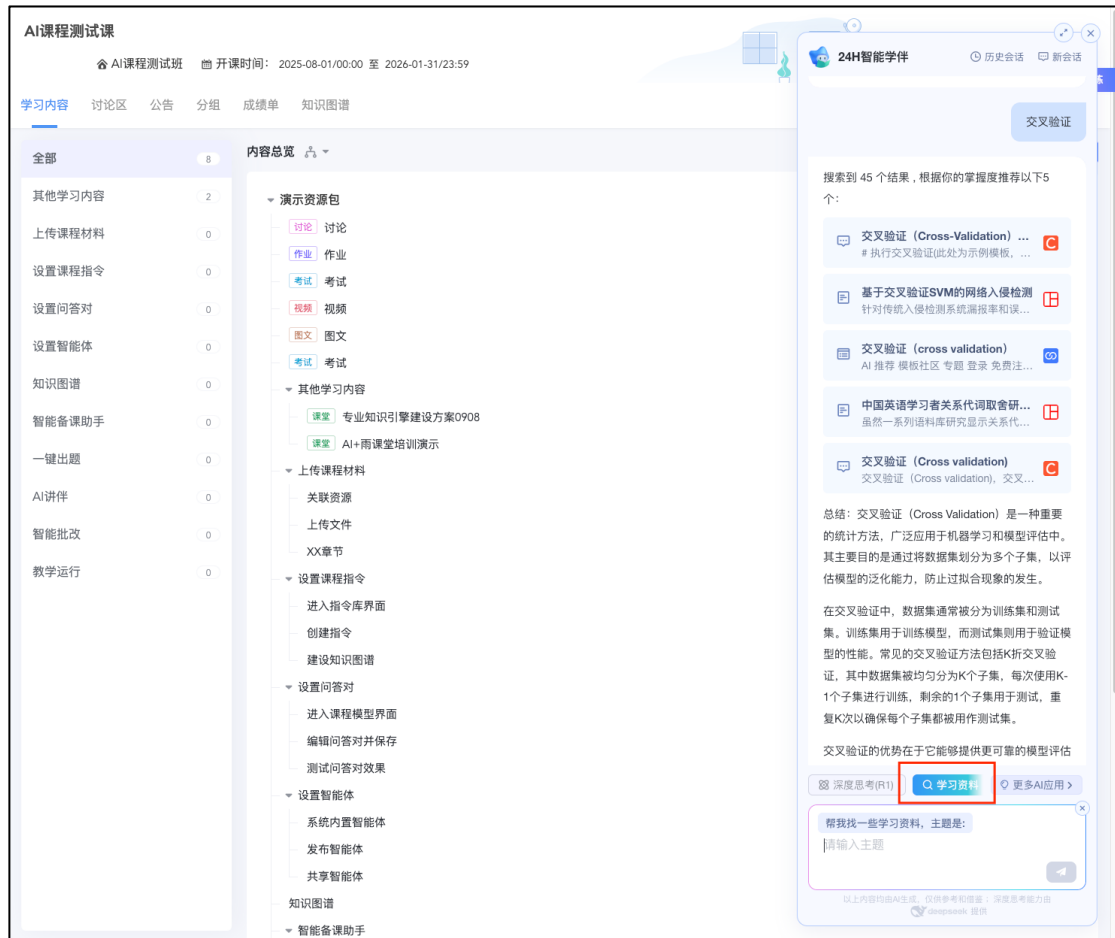 AI课程测试课
AI课程测试班 开课时间： 2025-08-01/00:00 至 2026-01-31/23:59
学习内容 讨论区 公告 分组 成绩单 知识图谱
全部 8
其他学习内容 2
上传课程材料 0
设置课程指令 0
设置问答对 0
设置智能体 0
知识图谱 0
智能备课助手 0
一键出题 0
AI讲伴 0
智能批改 0
教学运行 0
内容总览
演示资源包
讨论 讨论
作业 作业
考试 考试
视频 视频
图文 图文
考试 考试
其他学习内容
课堂 专业知识引擎建设方案0908
课堂 AI+雨课堂培训演示
上传课程材料
关联资源
上传文件
XX章节
设置课程指令
进入指令库界面
创建指令
建设知识图谱
设置问答对
进入课程模型界面
编辑问答对并保存
测试问答对效果
设置智能体
系统内置智能体
发布智能体
共享智能体
知识图谱
智能备课助手
24H智能学伴 历史会话 新会话
交叉验证
搜索到 45 个结果，根据你的掌握度推荐以下5
个：
交叉验证（Cross-Validation）...
# 执行交叉验证(此处为示例模板，...
基于交叉验证SVM的网络入侵检测
针对传统入侵检测系统漏报率和误...
交叉验证（cross validation）
AI 推荐 模板社区 专题 登录 免费注...
中国英语学习者关系代词取舍研...
虽然一系列语料库研究显示关系代...
交叉验证（Cross validation)
交叉验证（Cross validation)，交叉...
总结：交叉验证（Cross Validation）是一种重要
的统计方法，广泛应用于机器学习和模型评估中。
其主要目的是通过将数据集划分为多个子集，以评
估模型的泛化能力，防止过拟合现象的发生。
在交叉验证中，数据集通常被分为训练集和测试
集。训练集用于训练模型，而测试集则用于验证模
型的性能。常见的交叉验证方法包括K折交叉验
证，其中数据集被均匀分为K个子集，每次使用K-
1个子集进行训练，剩余的1个子集用于测试，重
复K次以确保每个子集都被用作测试集。
交叉验证的优势在于它能够提供更可靠的模型评估
深度思考(R1) 学习资料 更多AI应用
帮我找一些学习资料，主题是：
请输入主题
以上内容均由AI生成，仅供参考和借鉴； 深度思考能力由
deepseek 提供